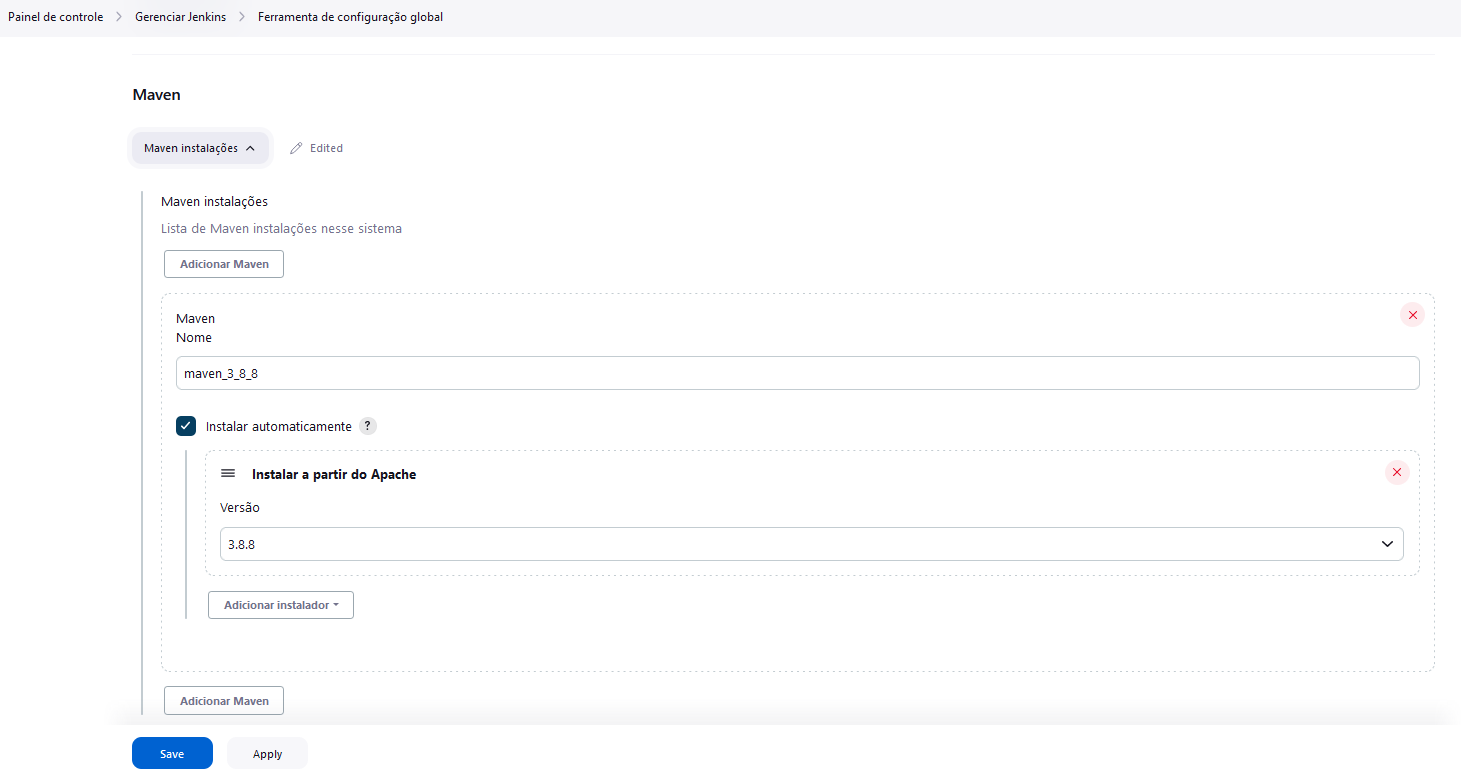 Painel de controle
Gerenciar Jenkins
Ferramenta de configuração global
Maven
Maven instalações
Edited
Maven instalações
Lista de Maven instalações nesse sistema
Adicionar Maven
Maven
Nome
maven_3_8_8
Instalar automaticamente ?
Instalar a partir do Apache
Versão
3.8.8
Adicionar instalador
Adicionar Maven
Save
Apply